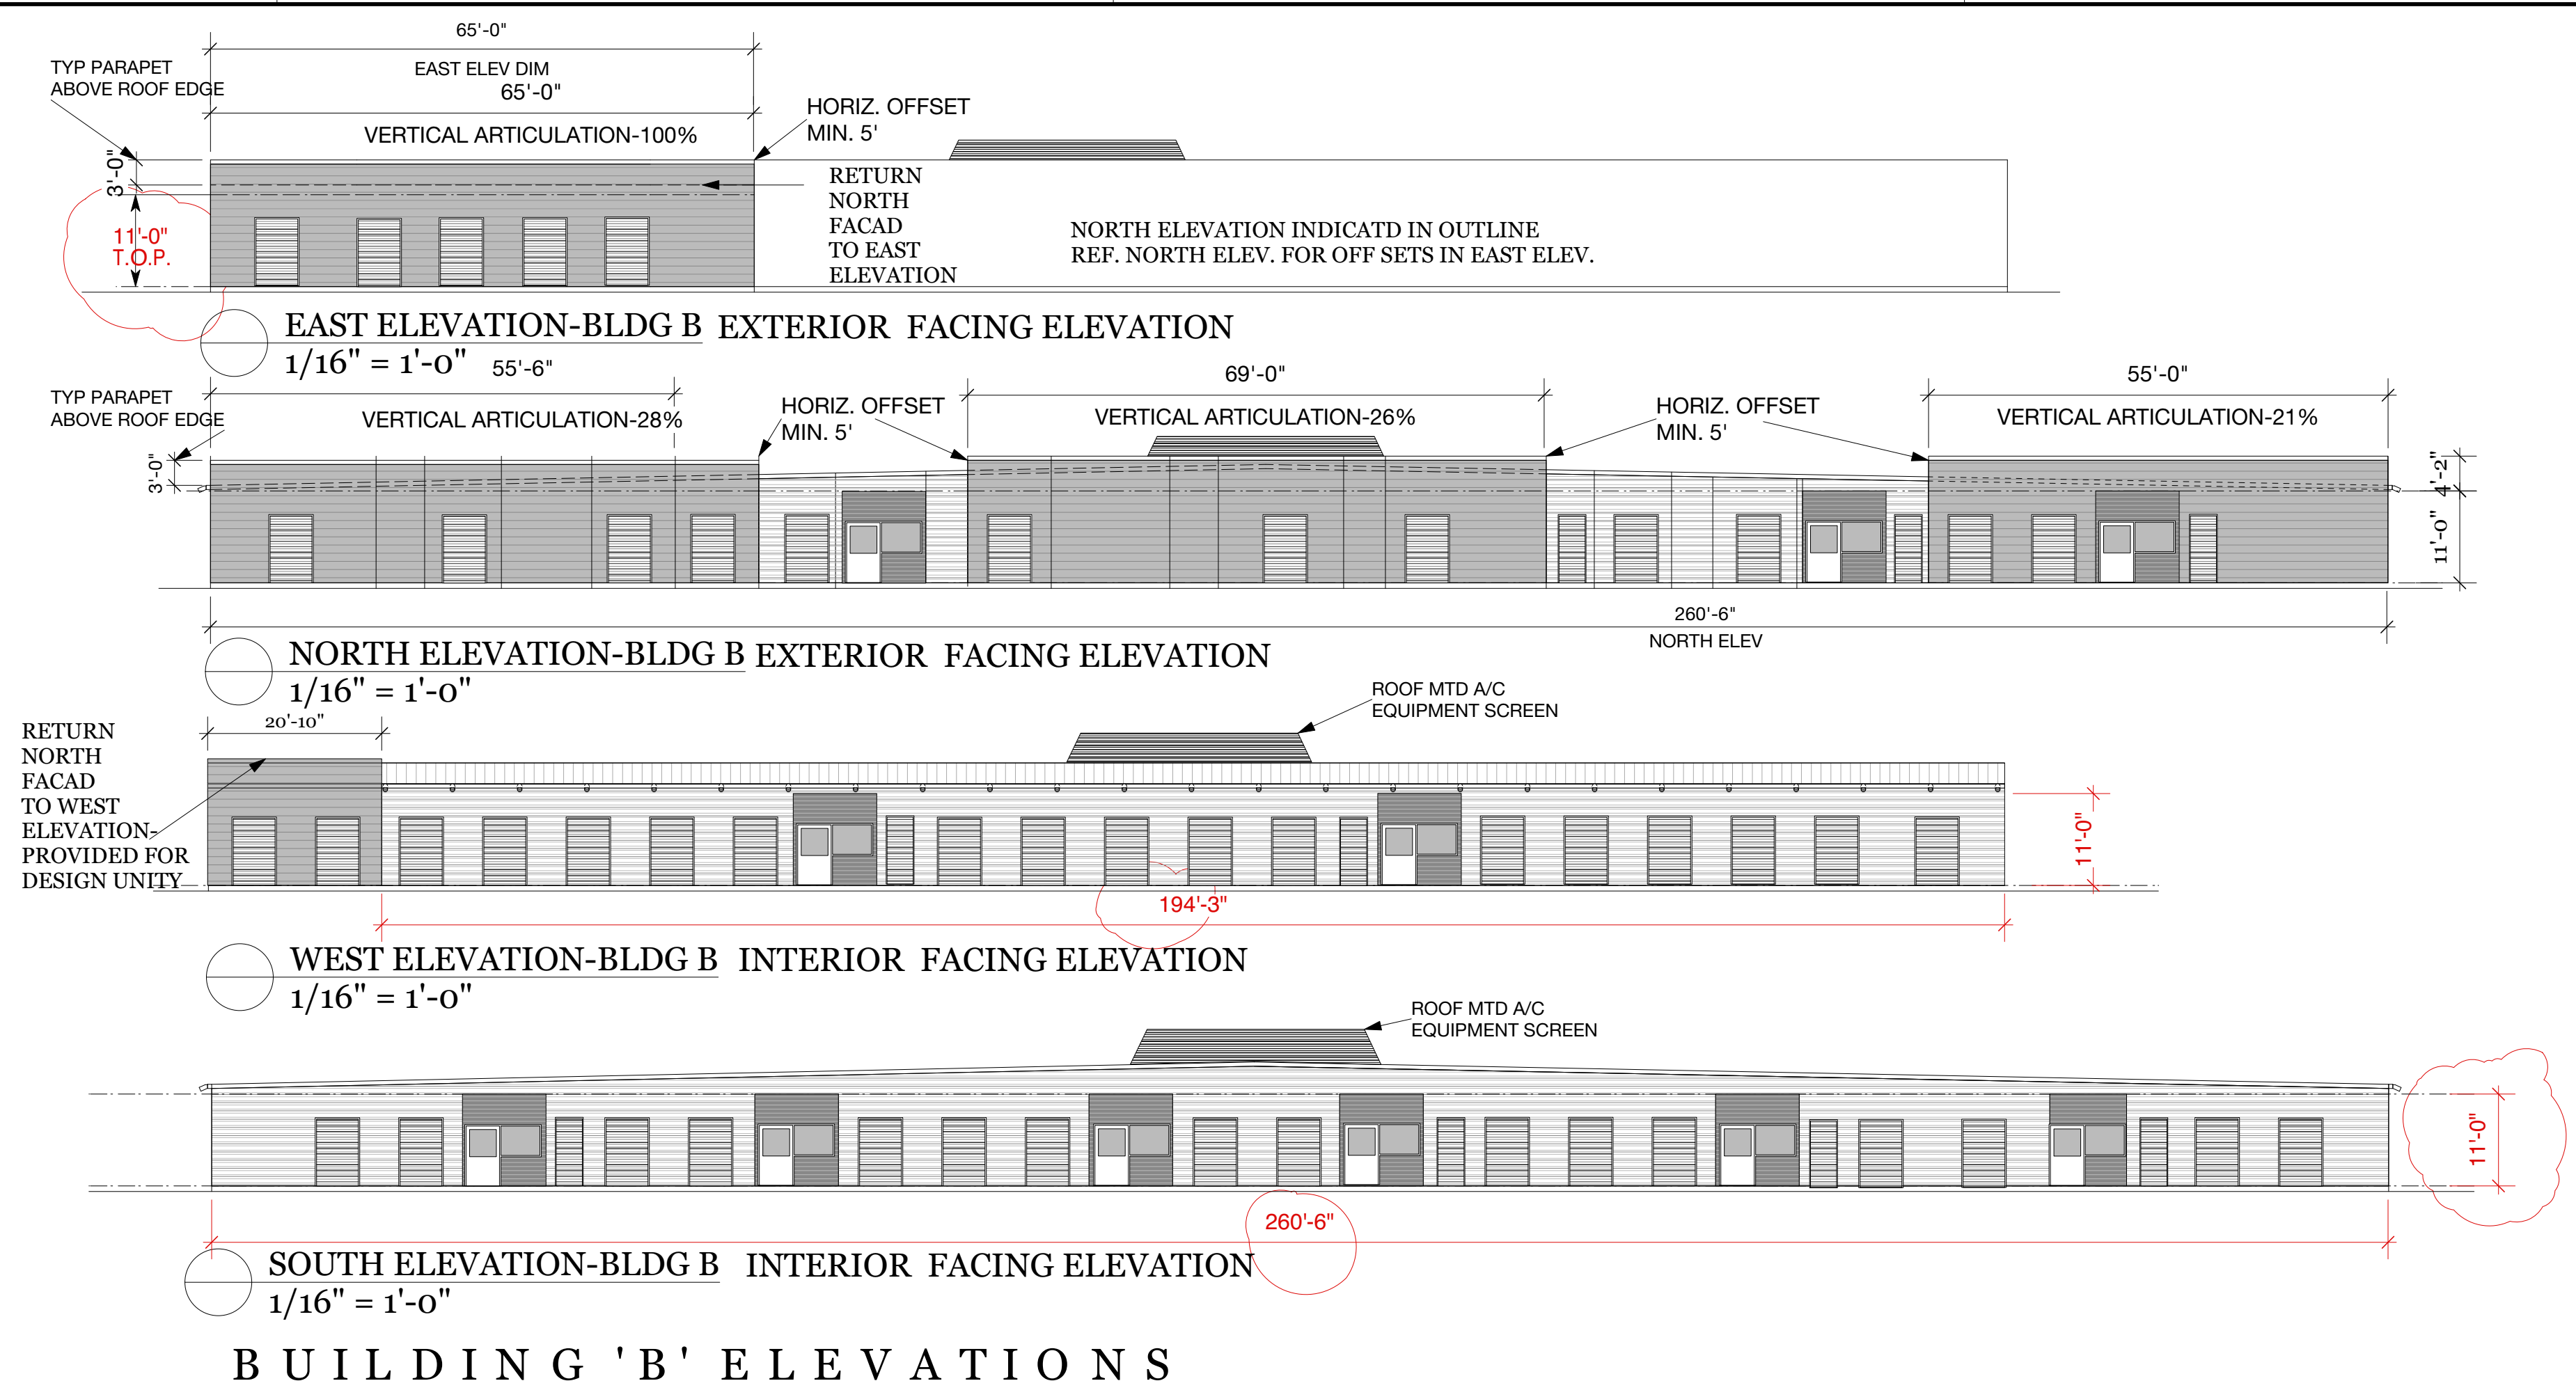 65'-0"
TYP PARAPET
ABOVE ROOF EDGE
EAST ELEV DIM
65'-0"
VERTICAL ARTICULATION-100%
HORIZ. OFFSET
MIN. 5'
3'-0"
11'-0"
T.O.P.
RETURN
NORTH
FACAD
TO EAST
ELEVATION
NORTH ELEVATION INDICATD IN OUTLINE
REF. NORTH ELEV. FOR OFF SETS IN EAST ELEV.
EAST ELEVATION-BLDG B EXTERIOR FACING ELEVATION
1/16" = 1'-0"
55'-6"
69'-0"
55'-0"
TYP PARAPET
ABOVE ROOF EDGE
VERTICAL ARTICULATION-28%
HORIZ. OFFSET
MIN. 5'
VERTICAL ARTICULATION-26%
HORIZ. OFFSET
MIN. 5'
VERTICAL ARTICULATION-21%
3'-0"
4'-2"
11'-0"
260'-6"
NORTH ELEV
NORTH ELEVATION-BLDG B EXTERIOR FACING ELEVATION
1/16" = 1'-0"
ROOF MTD A/C
EQUIPMENT SCREEN
20'-10"
RETURN
NORTH
FACAD
TO WEST
ELEVATION-
PROVIDED FOR
DESIGN UNITY
11'-0"
194'-3"
WEST ELEVATION-BLDG B INTERIOR FACING ELEVATION
1/16" = 1'-0"
ROOF MTD A/C
EQUIPMENT SCREEN
11'-0"
260'-6"
SOUTH ELEVATION-BLDG B INTERIOR FACING ELEVATION
1/16" = 1'-0"
BUILDING 'B' ELEVATIONS